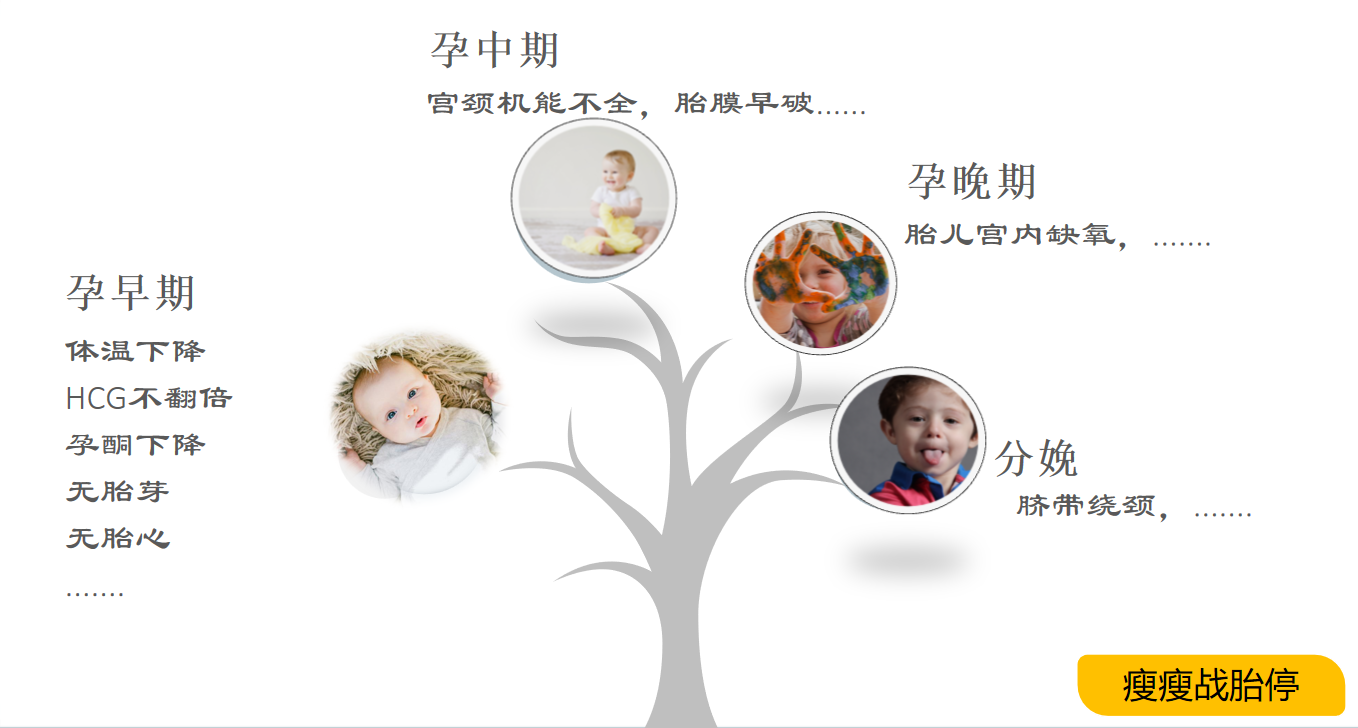 孕中期
宫颈机能不全，胎膜早破......
孕晚期
胎儿宫内缺氧，.......
孕早期
体温下降
HCG不翻倍
孕酮下降
无胎芽
无胎心
.......
分娩
脐带绕颈，.......
瘦瘦战胎停